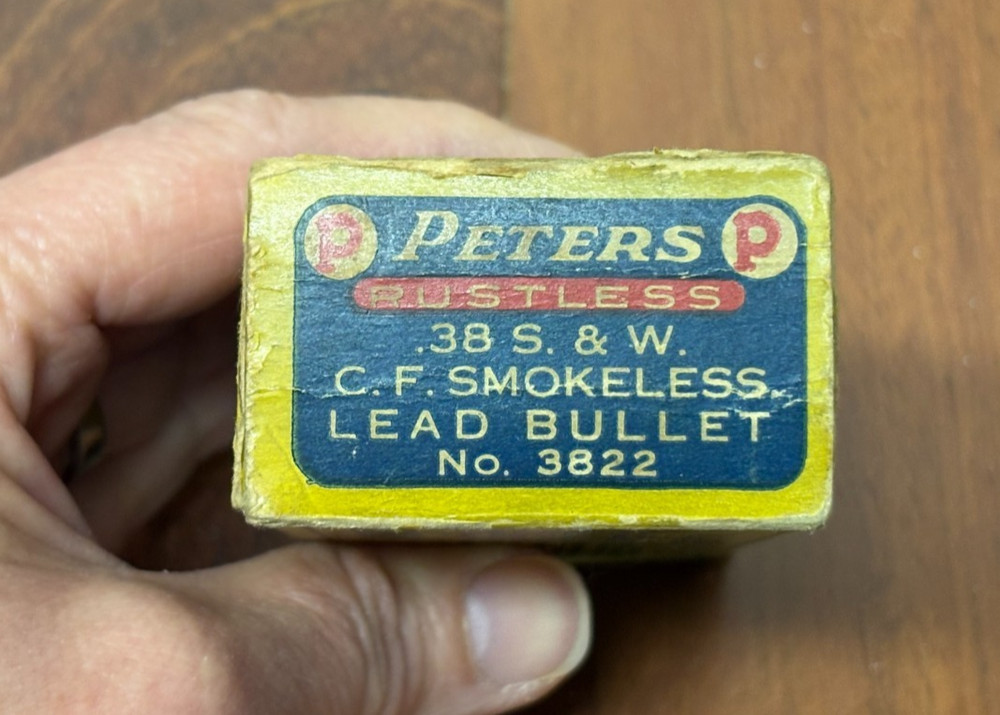 P PETERS P
RUSTLESS
.38 S. & W.
C. F. SMOKELESS
LEAD BULLET
No. 3822